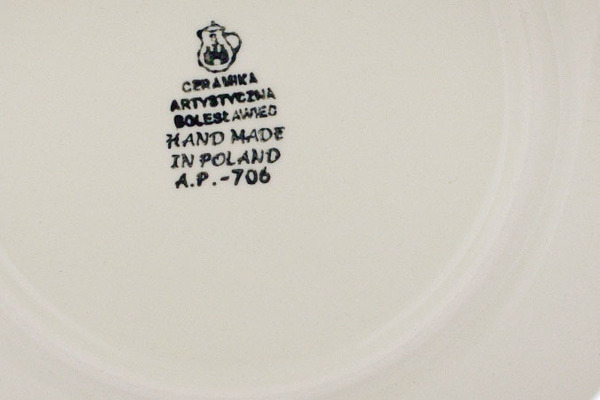 CERAMIKA
ARTYSTYCZNA
BOLESŁAWIEC
HAND MADE
IN POLAND
A.P.-706